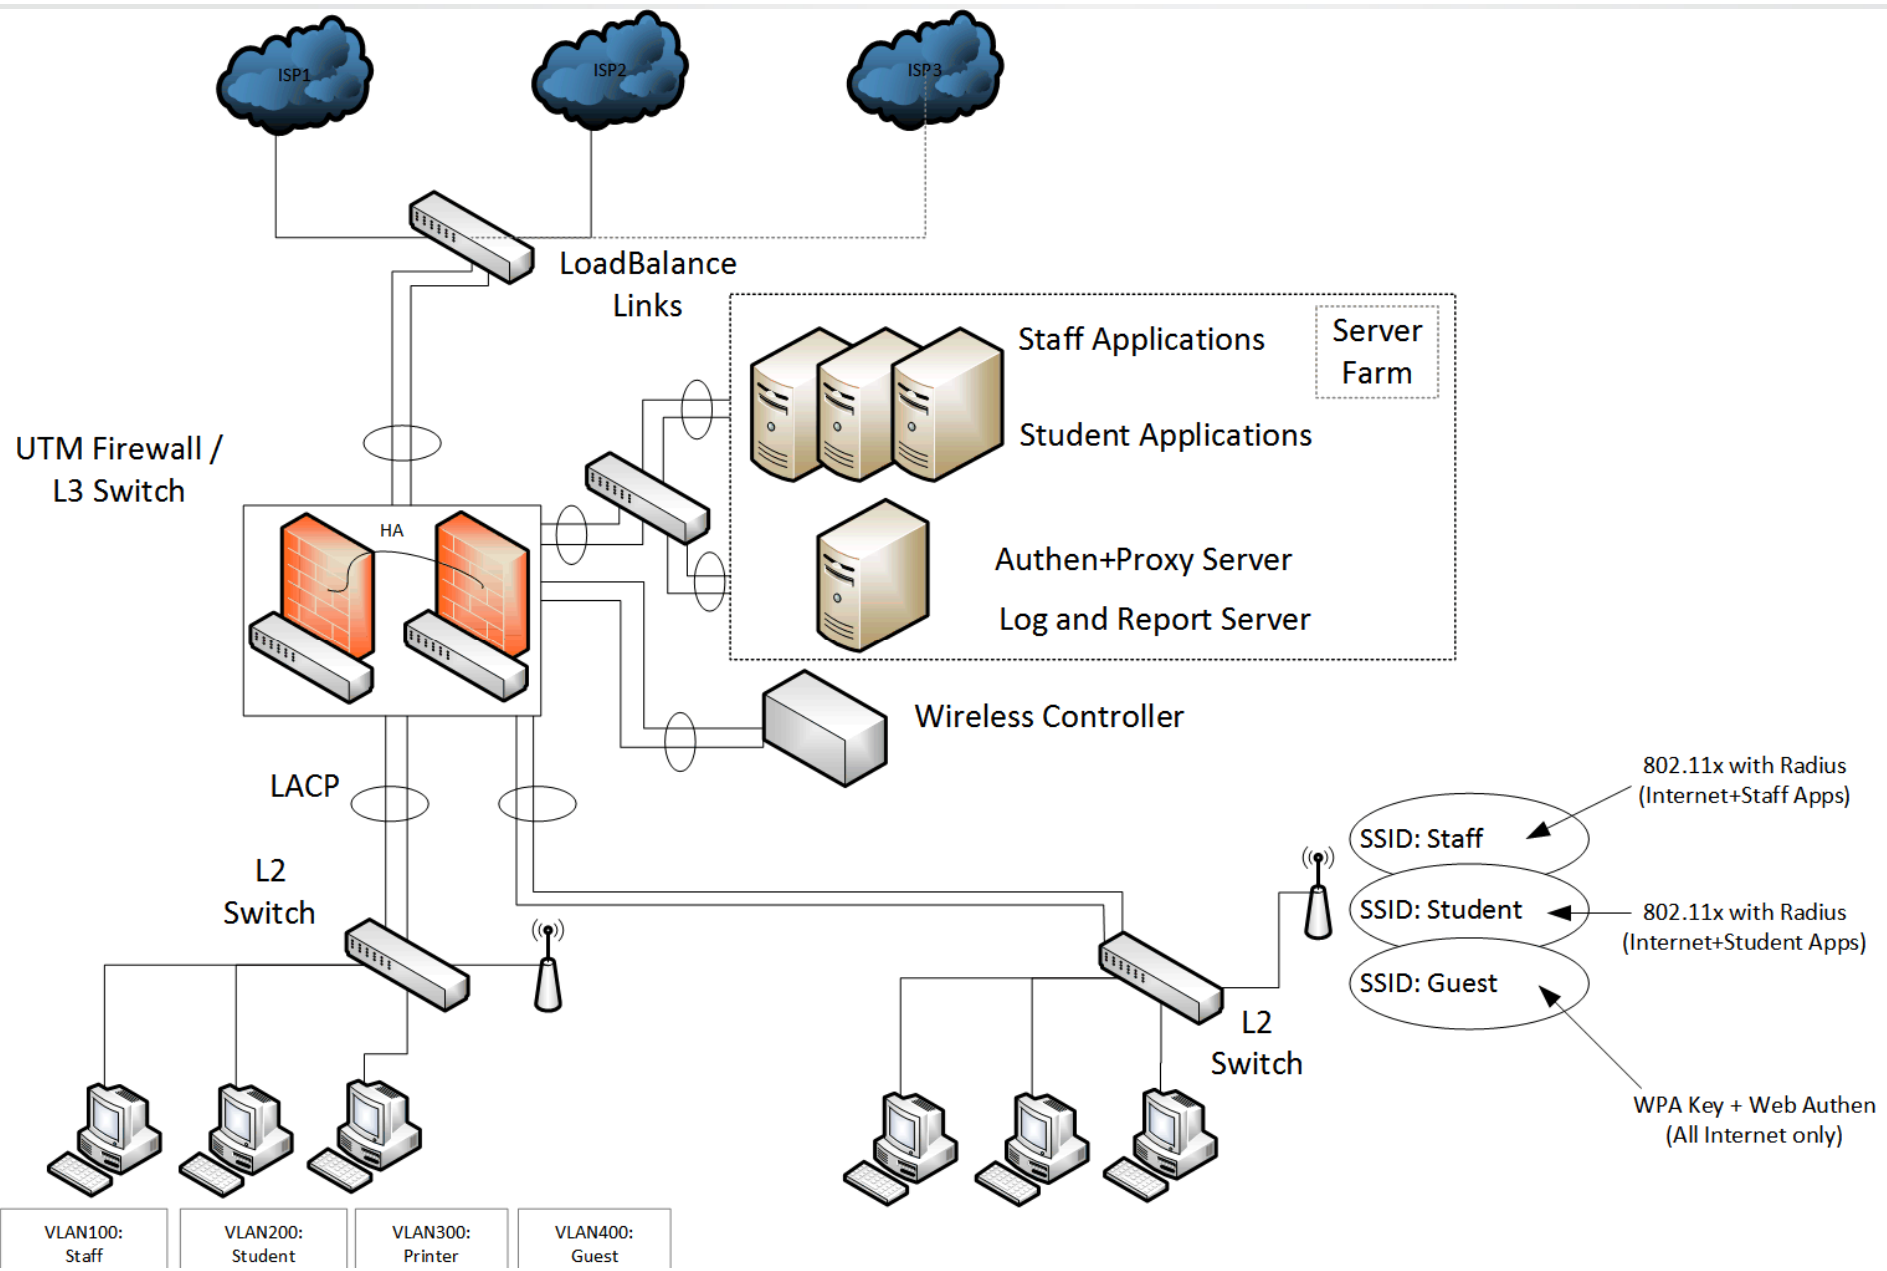 ISP1
ISP2
ISP3
LoadBalance
Links
Server
Farm
Staff Applications
Student Applications
UTM Firewall /
L3 Switch
HA
Authen+Proxy Server
Log and Report Server
Wireless Controller
LACP
L2
Switch
802.11x with Radius
(Internet+Staff Apps)
SSID: Staff
SSID: Student
802.11x with Radius
(Internet+Student Apps)
SSID: Guest
L2
Switch
WPA Key + Web Authen
(All Internet only)
VLAN100:
Staff
VLAN200:
Student
VLAN300:
Printer
VLAN400:
Guest